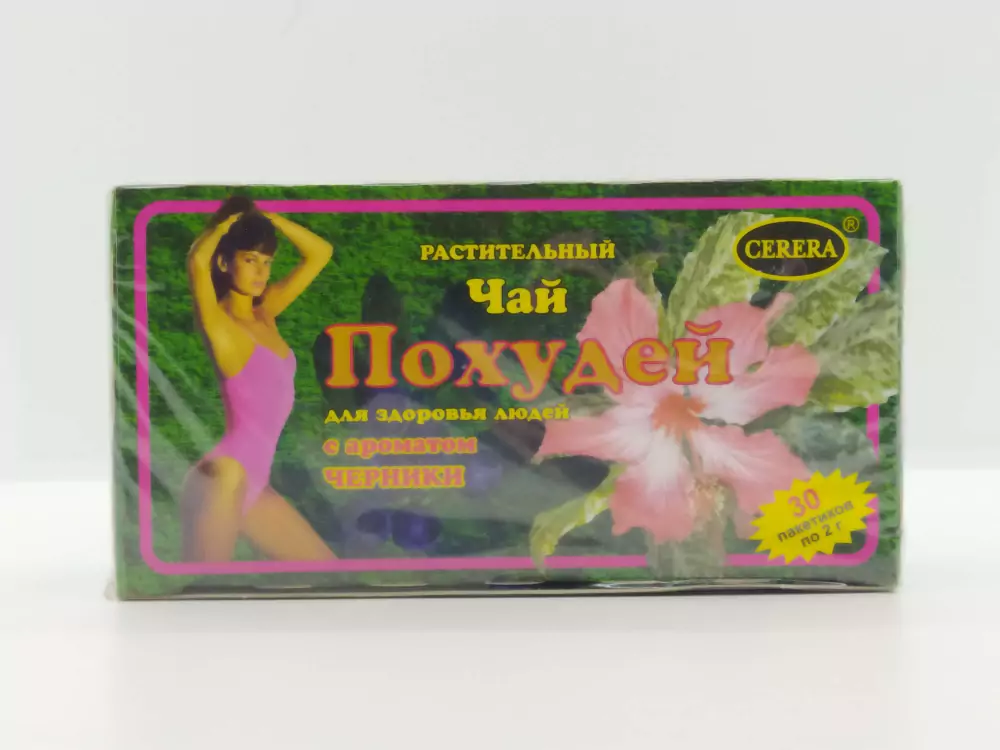 CERERA®
РАСТИТЕЛЬНЫЙ
Чай
Похудей
для здоровья людей
с ароматом
ЧЕРНИКИ
30
пакетиков
по 2 г